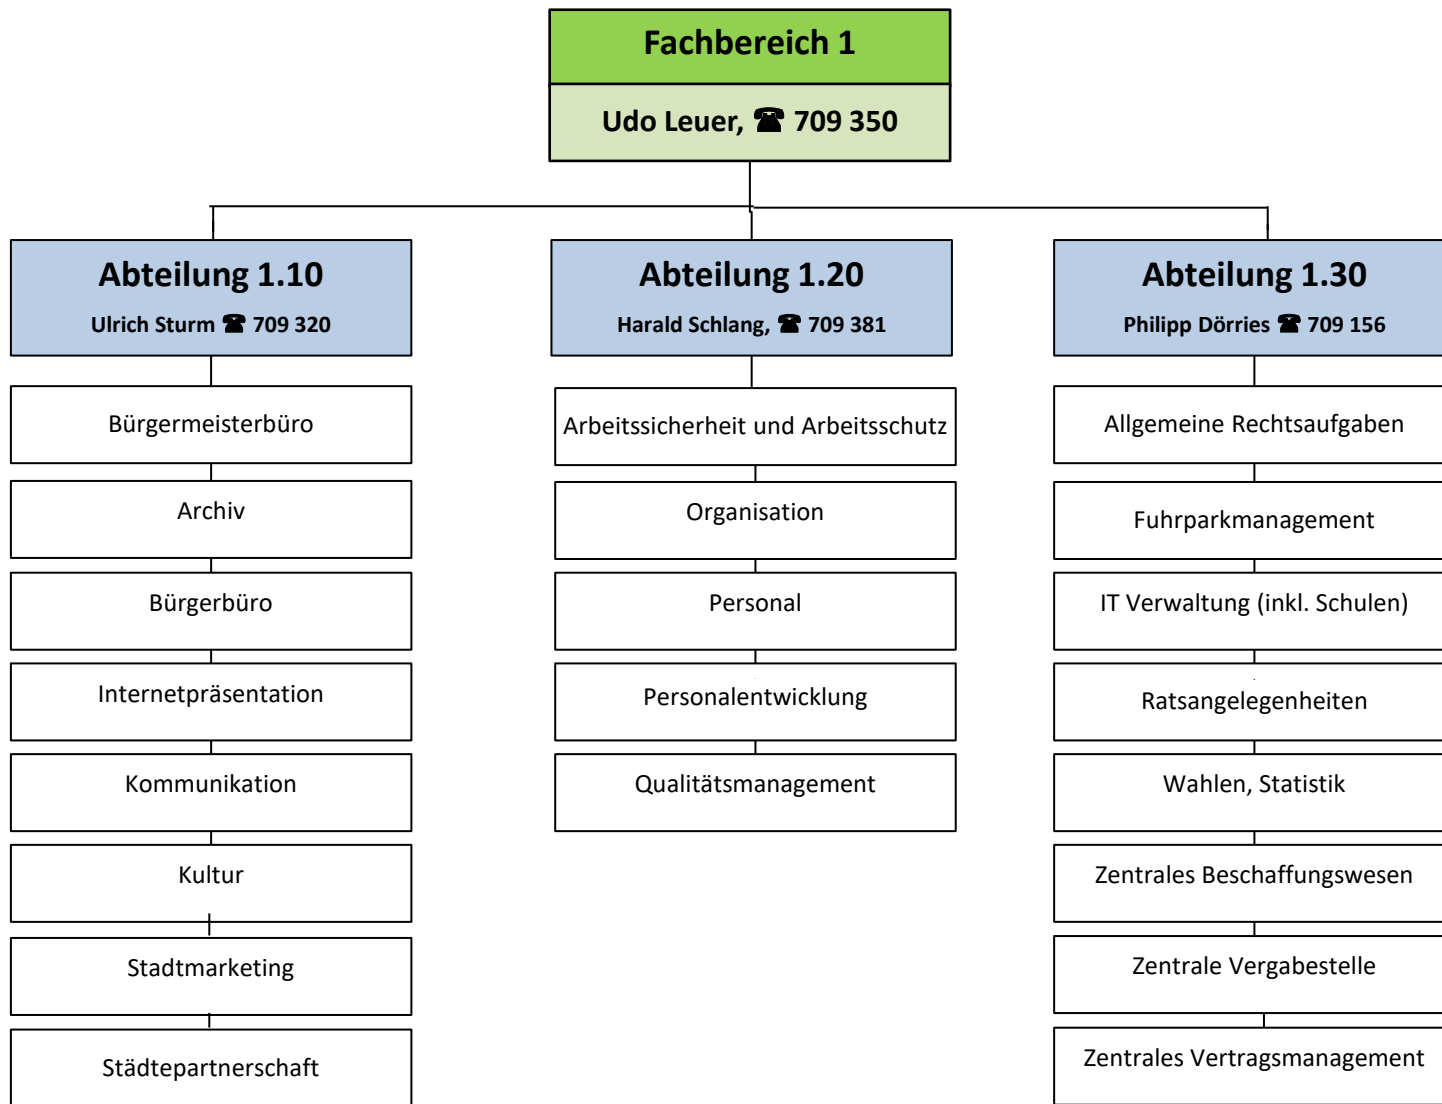 Fachbereich 1
Udo Leuer, ☎ 709 350
Abteilung 1.10
Ulrich Sturm ☎ 709 320
Bürgermeisterbüro
Archiv
Bürgerbüro
Internetpräsentation
Kommunikation
Kultur
Stadtmarketing
Städtepartnerschaft
Abteilung 1.20
Harald Schlang, ☎ 709 381
Arbeitssicherheit und Arbeitsschutz
Organisation
Personal
Personalentwicklung
Qualitätsmanagement
Abteilung 1.30
Philipp Dörries ☎ 709 156
Allgemeine Rechtsaufgaben
Fuhrparkmanagement
IT Verwaltung (inkl. Schulen)
Ratsangelegenheiten
Wahlen, Statistik
Zentrales Beschaffungswesen
Zentrale Vergabestelle
Zentrales Vertragsmanagement